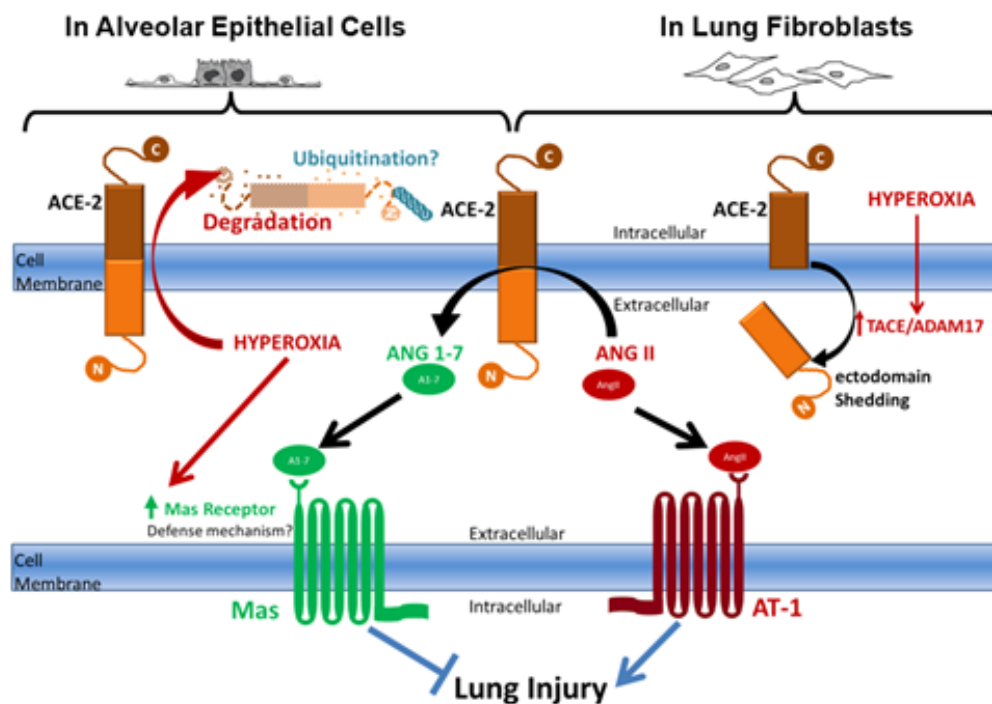 In Alveolar Epithelial Cells
In Lung Fibroblasts
C
C
C
Ubiquitination?
ACE-2
Degradation
ACE-2
ACE-2
HYPEROXIA
Intracellular
Cell
Membrane
Extracellular
TACE/ADAM17
HYPEROXIA
ANG 1-7
ANG II
A1-7
AngII
ectodomain
Shedding
N
N
N
A1-7
AngII
Mas Receptor
Defense mechanism?
Extracellular
Cell
Membrane
Intracellular
Mas
AT-1
Lung Injury